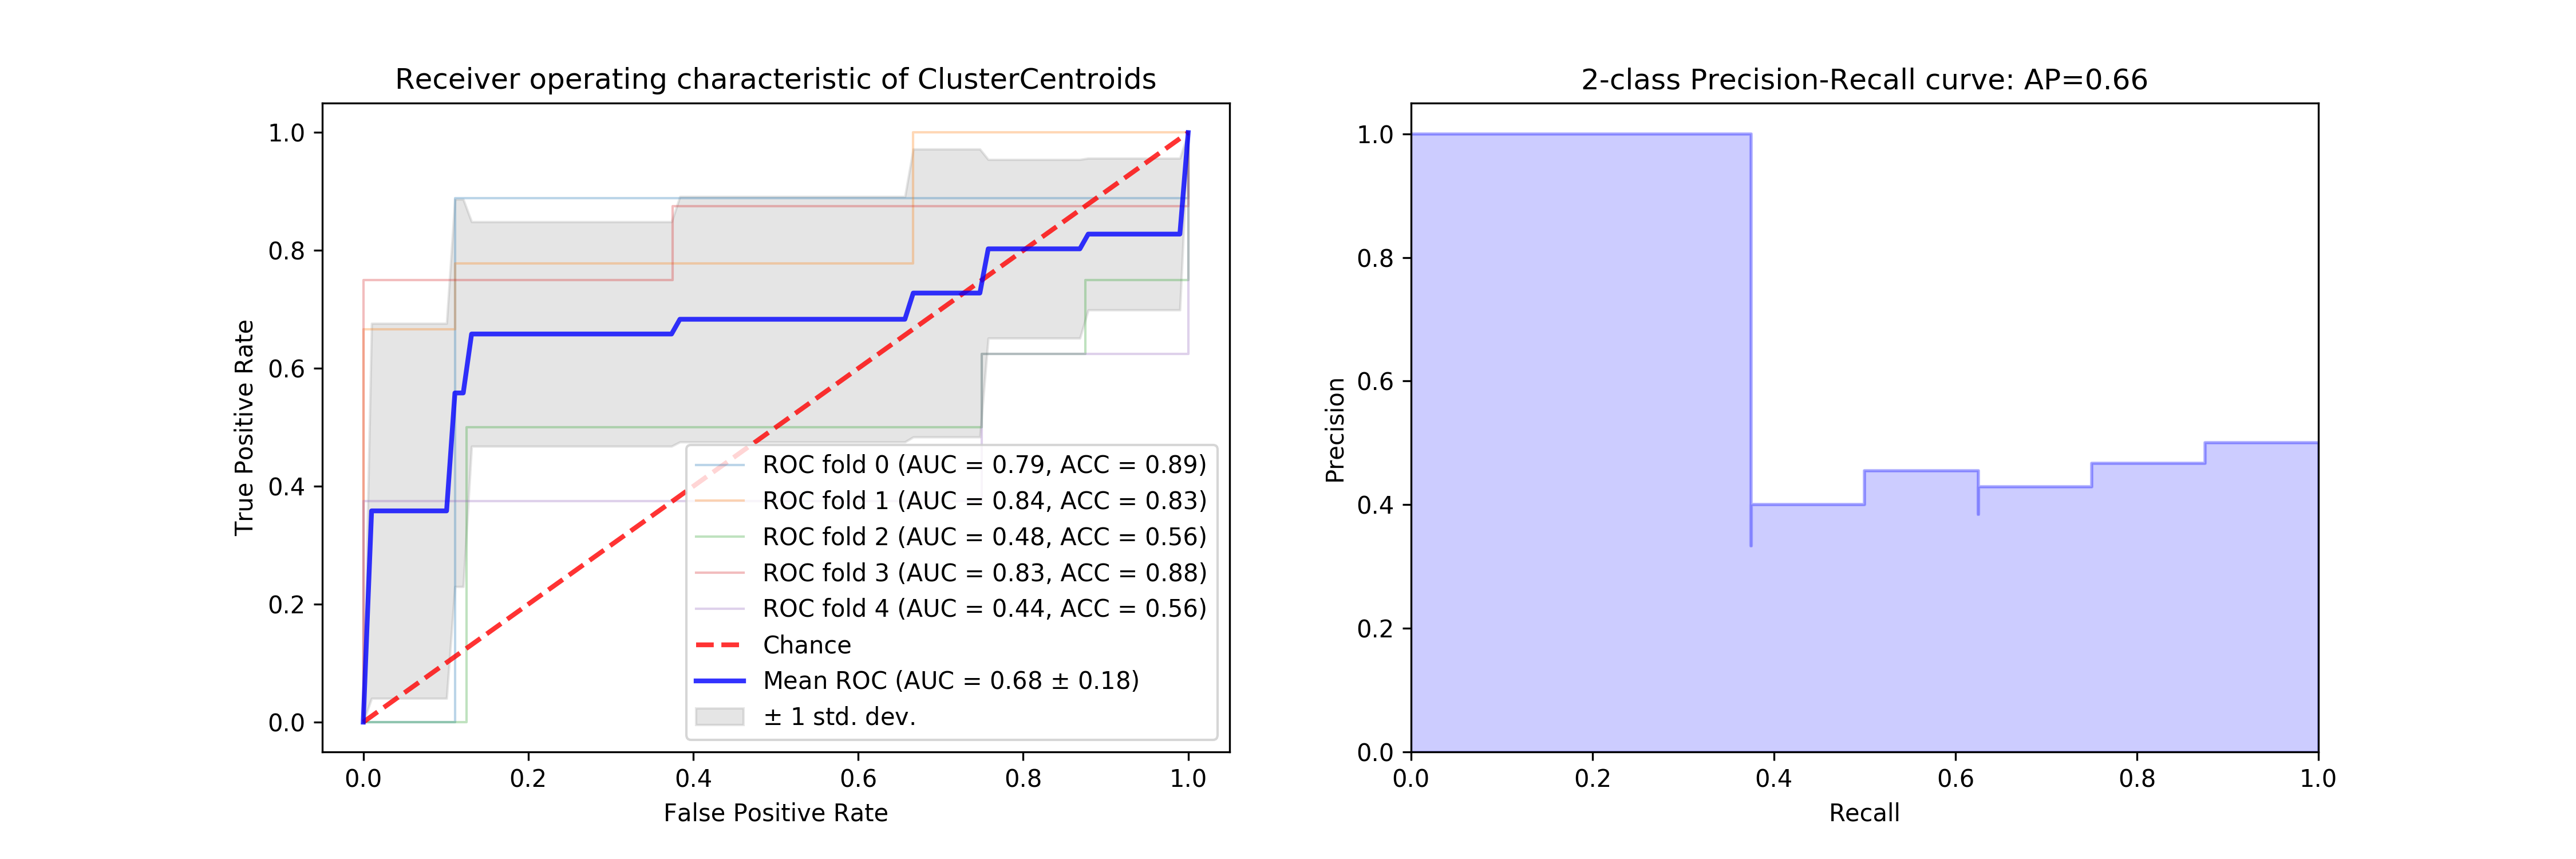 Receiver operating characteristic of ClusterCentroids
True Positive Rate
1.0
0.8
0.6
0.4
0.2
0.0
ROC fold 0 (AUC = 0.79, ACC = 0.89)
ROC fold 1 (AUC = 0.84, ACC = 0.83)
ROC fold 2 (AUC = 0.48, ACC = 0.56)
ROC fold 3 (AUC = 0.83, ACC = 0.88)
ROC fold 4 (AUC = 0.44, ACC = 0.56)
Chance
Mean ROC (AUC = 0.68 ± 0.18)
± 1 std. dev.
0.0 0.2 0.4 0.6 0.8 1.0
False Positive Rate
2-class Precision-Recall curve: AP=0.66
Precision
1.0
0.8
0.6
0.4
0.2
0.0
0.0 0.2 0.4 0.6 0.8 1.0
Recall